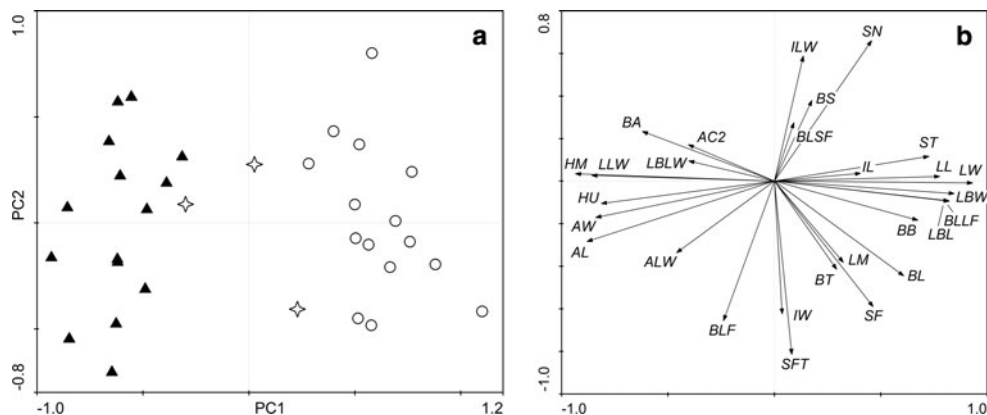 1.0
a
PC2
-0.8
-1.0
PC1
1.2
0.8
b
SN
ILW
BS
BA
AC2
BLSF
ST
HM
LLW
LBLW
IL
LL
LW
HU
LBW
AW
BB
BLLF
LBL
AL
ALW
LM
BT
BL
BLF
IW
SF
SFT
-1.0
-1.0
1.0